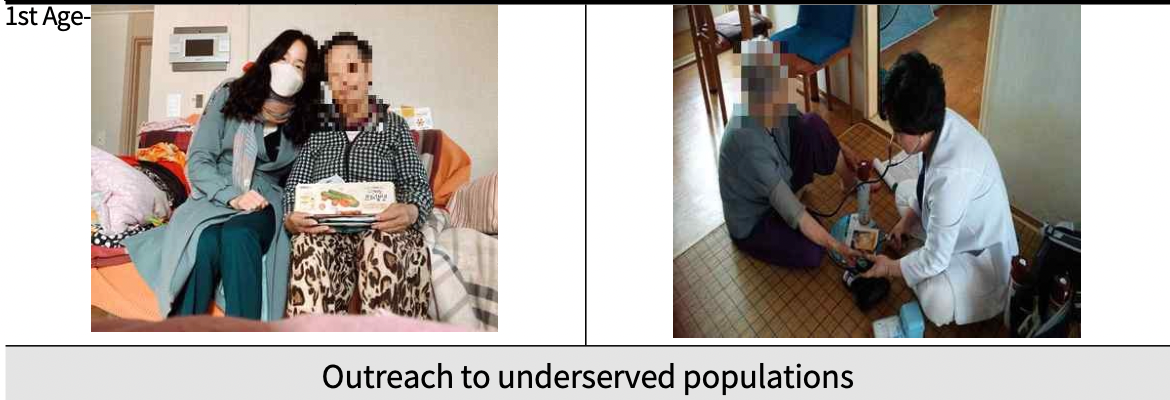 1st Age-
Outreach to underserved populations